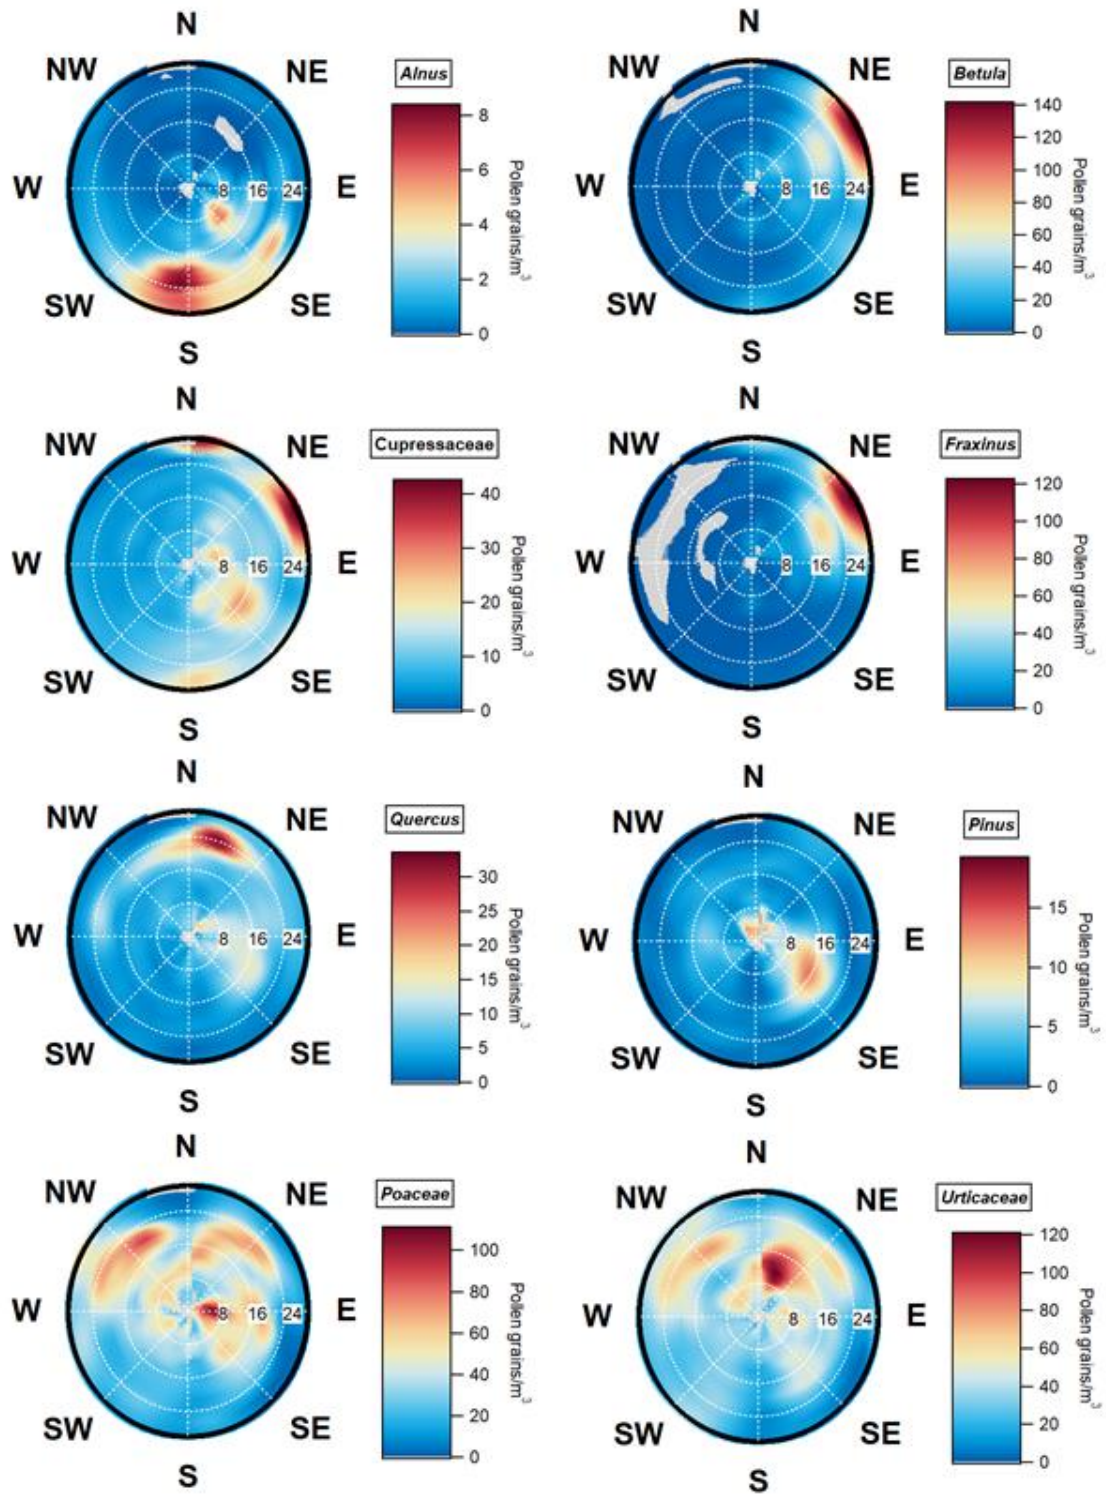 N
NW NE
W E
SW SE
S
8 16 24
Alnus
8
6
4
2
0
Pollen grains/m³
N
NW NE
W E
SW SE
S
8 16 24
Betula
140
120
100
80
60
40
20
0
Pollen grains/m³
N
NW NE
W E
SW SE
S
8 16 24
Cupressaceae
40
30
20
10
0
Pollen grains/m³
N
NW NE
W E
SW SE
S
8 16 24
Fraxinus
120
100
80
60
40
20
0
Pollen grains/m³
N
NW NE
W E
SW SE
S
8 16 24
Quercus
30
25
20
15
10
5
0
Pollen grains/m³
N
NW NE
W E
SW SE
S
8 16 24
Pinus
15
10
5
0
Pollen grains/m³
N
NW NE
W E
SW SE
S
8 16 24
Poaceae
100
80
60
40
20
0
Pollen grains/m³
N
NW NE
W E
SW SE
S
8 16 24
Urticaceae
120
100
80
60
40
20
0
Pollen grains/m³